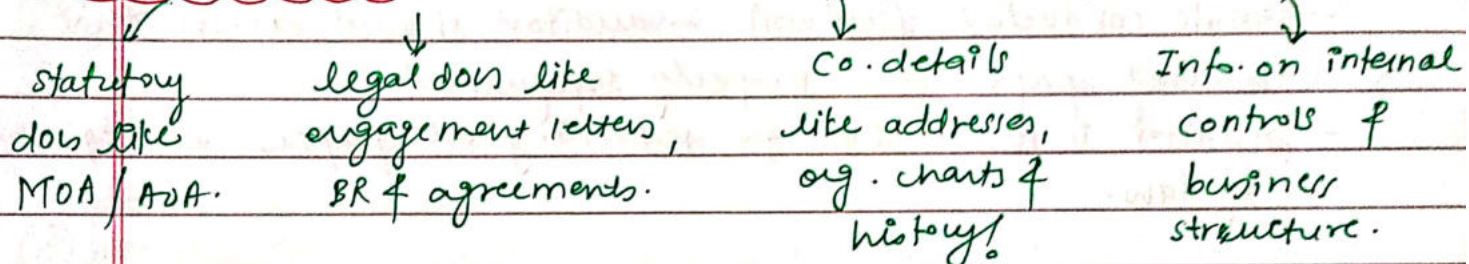 statutory
docs like
MOA / AOA.
legal docs like
engagement letters,
BR & agreements.
Co. details
like addresses,
org. charts &
history!
Info. on internal
controls &
business
structure.